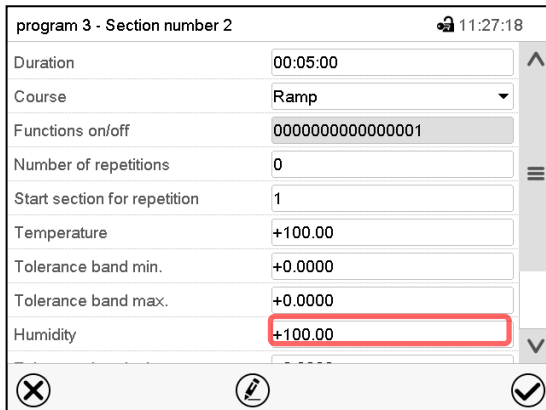 program 3 - Section number 2 11:27:18
Duration 00:05:00
Course Ramp
Functions on/off 0000000000000001
Number of repetitions 0
Start section for repetition 1
Temperature +100.00
Tolerance band min. +0.0000
Tolerance band max. +0.0000
Humidity +100.00